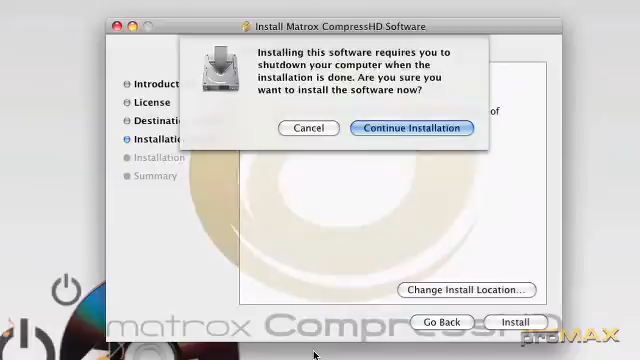 Install Matrox CompressHD Software
Installing this software requires you to
shutdown your computer when the
installation is done. Are you sure you
want to install the software now?
Cancel
Continue Installation
Introduct
License
Destinati
Installatio
Installation
Summary
of
Change Install Location...
Go Back
Install
matrox CompressHD
proMAX